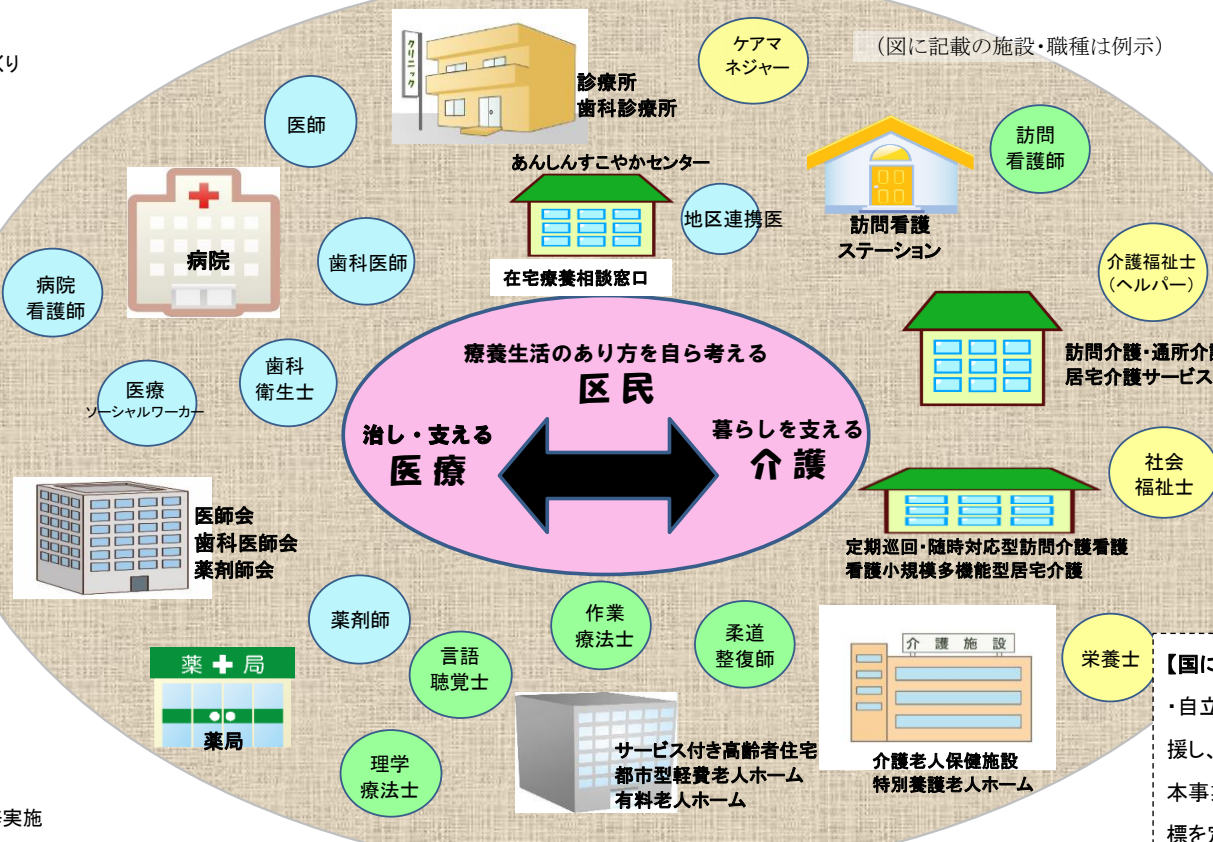 くり
(図に記載の施設・職種は例示)
クリニック
診療所
歯科診療所
ケアマ
ネジャー
医師
訪問
看護師
あんしんすこやかセンター
地区連携医
在宅療養相談窓口
訪問看護
ステーション
病院
歯科医師
病院
看護師
介護福祉士
(ヘルパー)
訪問介護・通所介
居宅介護サービス
歯科
衛生士
医療
ソーシャルワーカー
療養生活のあり方を自ら考える
区民
治し・支える
医療
暮らしを支える
介護
社会
福祉士
医師会
歯科医師会
薬剤師会
定期巡回・随時対応型訪問介護看護
看護小規模多機能型居宅介護
薬剤師
作業
療法士
柔道
整復師
言語
聴覚士
介護施設
栄養士
薬局
薬局
理学
療法士
サービス付き高齢者住宅
都市型軽費老人ホーム
有料老人ホーム
介護老人保健施設
特別養護老人ホーム
【国に
・自立
援し、
本事
標を
実施